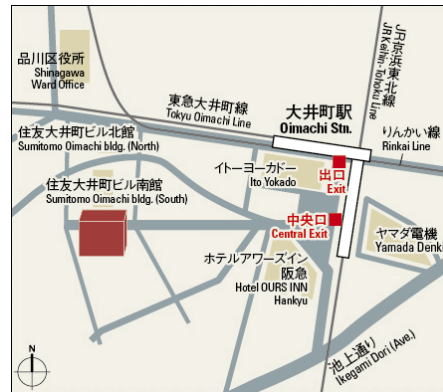 品川区役所
Shinagawa
Ward Office
東急大井町線
Tokyu Oimachi Line
大井町駅
Oimachi Stn.
JR京浜東北線
JR Keihin-Tohoku Line
りんかい線
Rinkai Line
住友大井町ビル北館
Sumitomo Oimachi bldg. (North)
イトーヨーカドー
Ito Yokado
出口
Exit
住友大井町ビル南館
Sumitomo Oimachi bldg. (South)
中央口
Central Exit
ヤマダ電機
Yamada Denki
ホテルアワーズイン
阪急
Hotel OURS INN
Hankyu
池上通り
Ikegami Dori (Ave.)
N